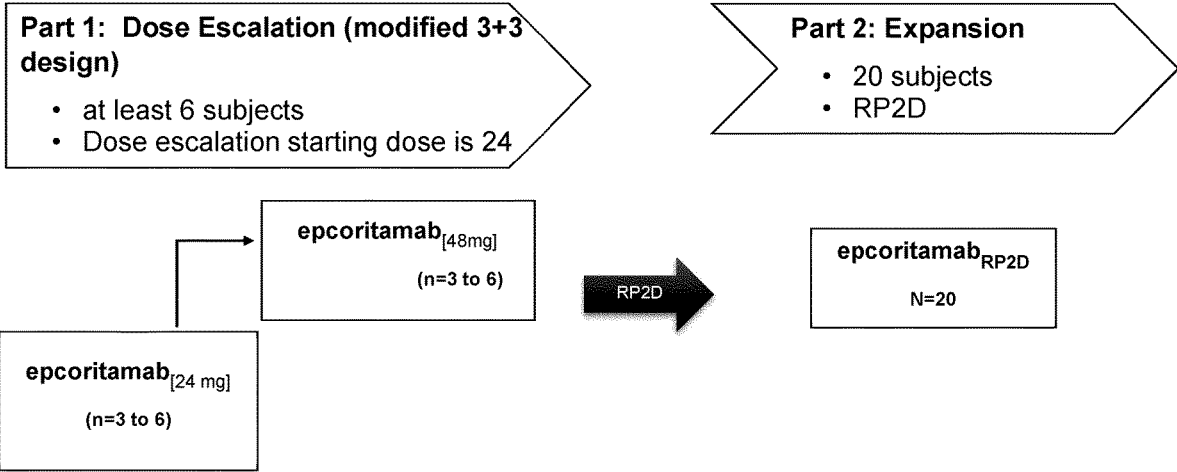 Part 1:  Dose Escalation (modified 3+3
design)
• at least 6 subjects
• Dose escalation starting dose is 24
Part 2: Expansion
• 20 subjects
• RP2D
epcoritamab[48mg]
(n=3 to 6)
RP2D
epcoritamabRP2D
N=20
epcoritamab[24 mg]
(n=3 to 6)